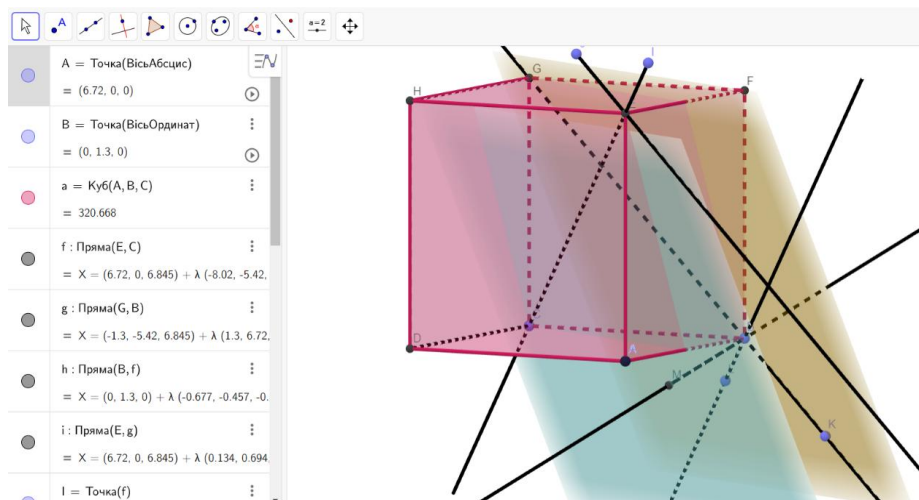 A
a=2
A = Точка(ВісьАбсцис)
= (6.72, 0, 0)
B = Точка(ВісьОрдинат)
= (0, 1.3, 0)
a = Куб(A, B, C)
= 320.668
f : Пряма(E, C)
= X = (6.72, 0, 6.845) + λ (-8.02, -5.42,
g : Пряма(G, B)
= X = (-1.3, -5.42, 6.845) + λ (1.3, 6.72,
h : Пряма(B, f)
= X = (0, 1.3, 0) + λ (-0.677, -0.457, -0.
i : Пряма(E, g)
= X = (6.72, 0, 6.845) + λ (0.134, 0.694,
I = Точка(f)
G
I
F
H
D
A
M
K